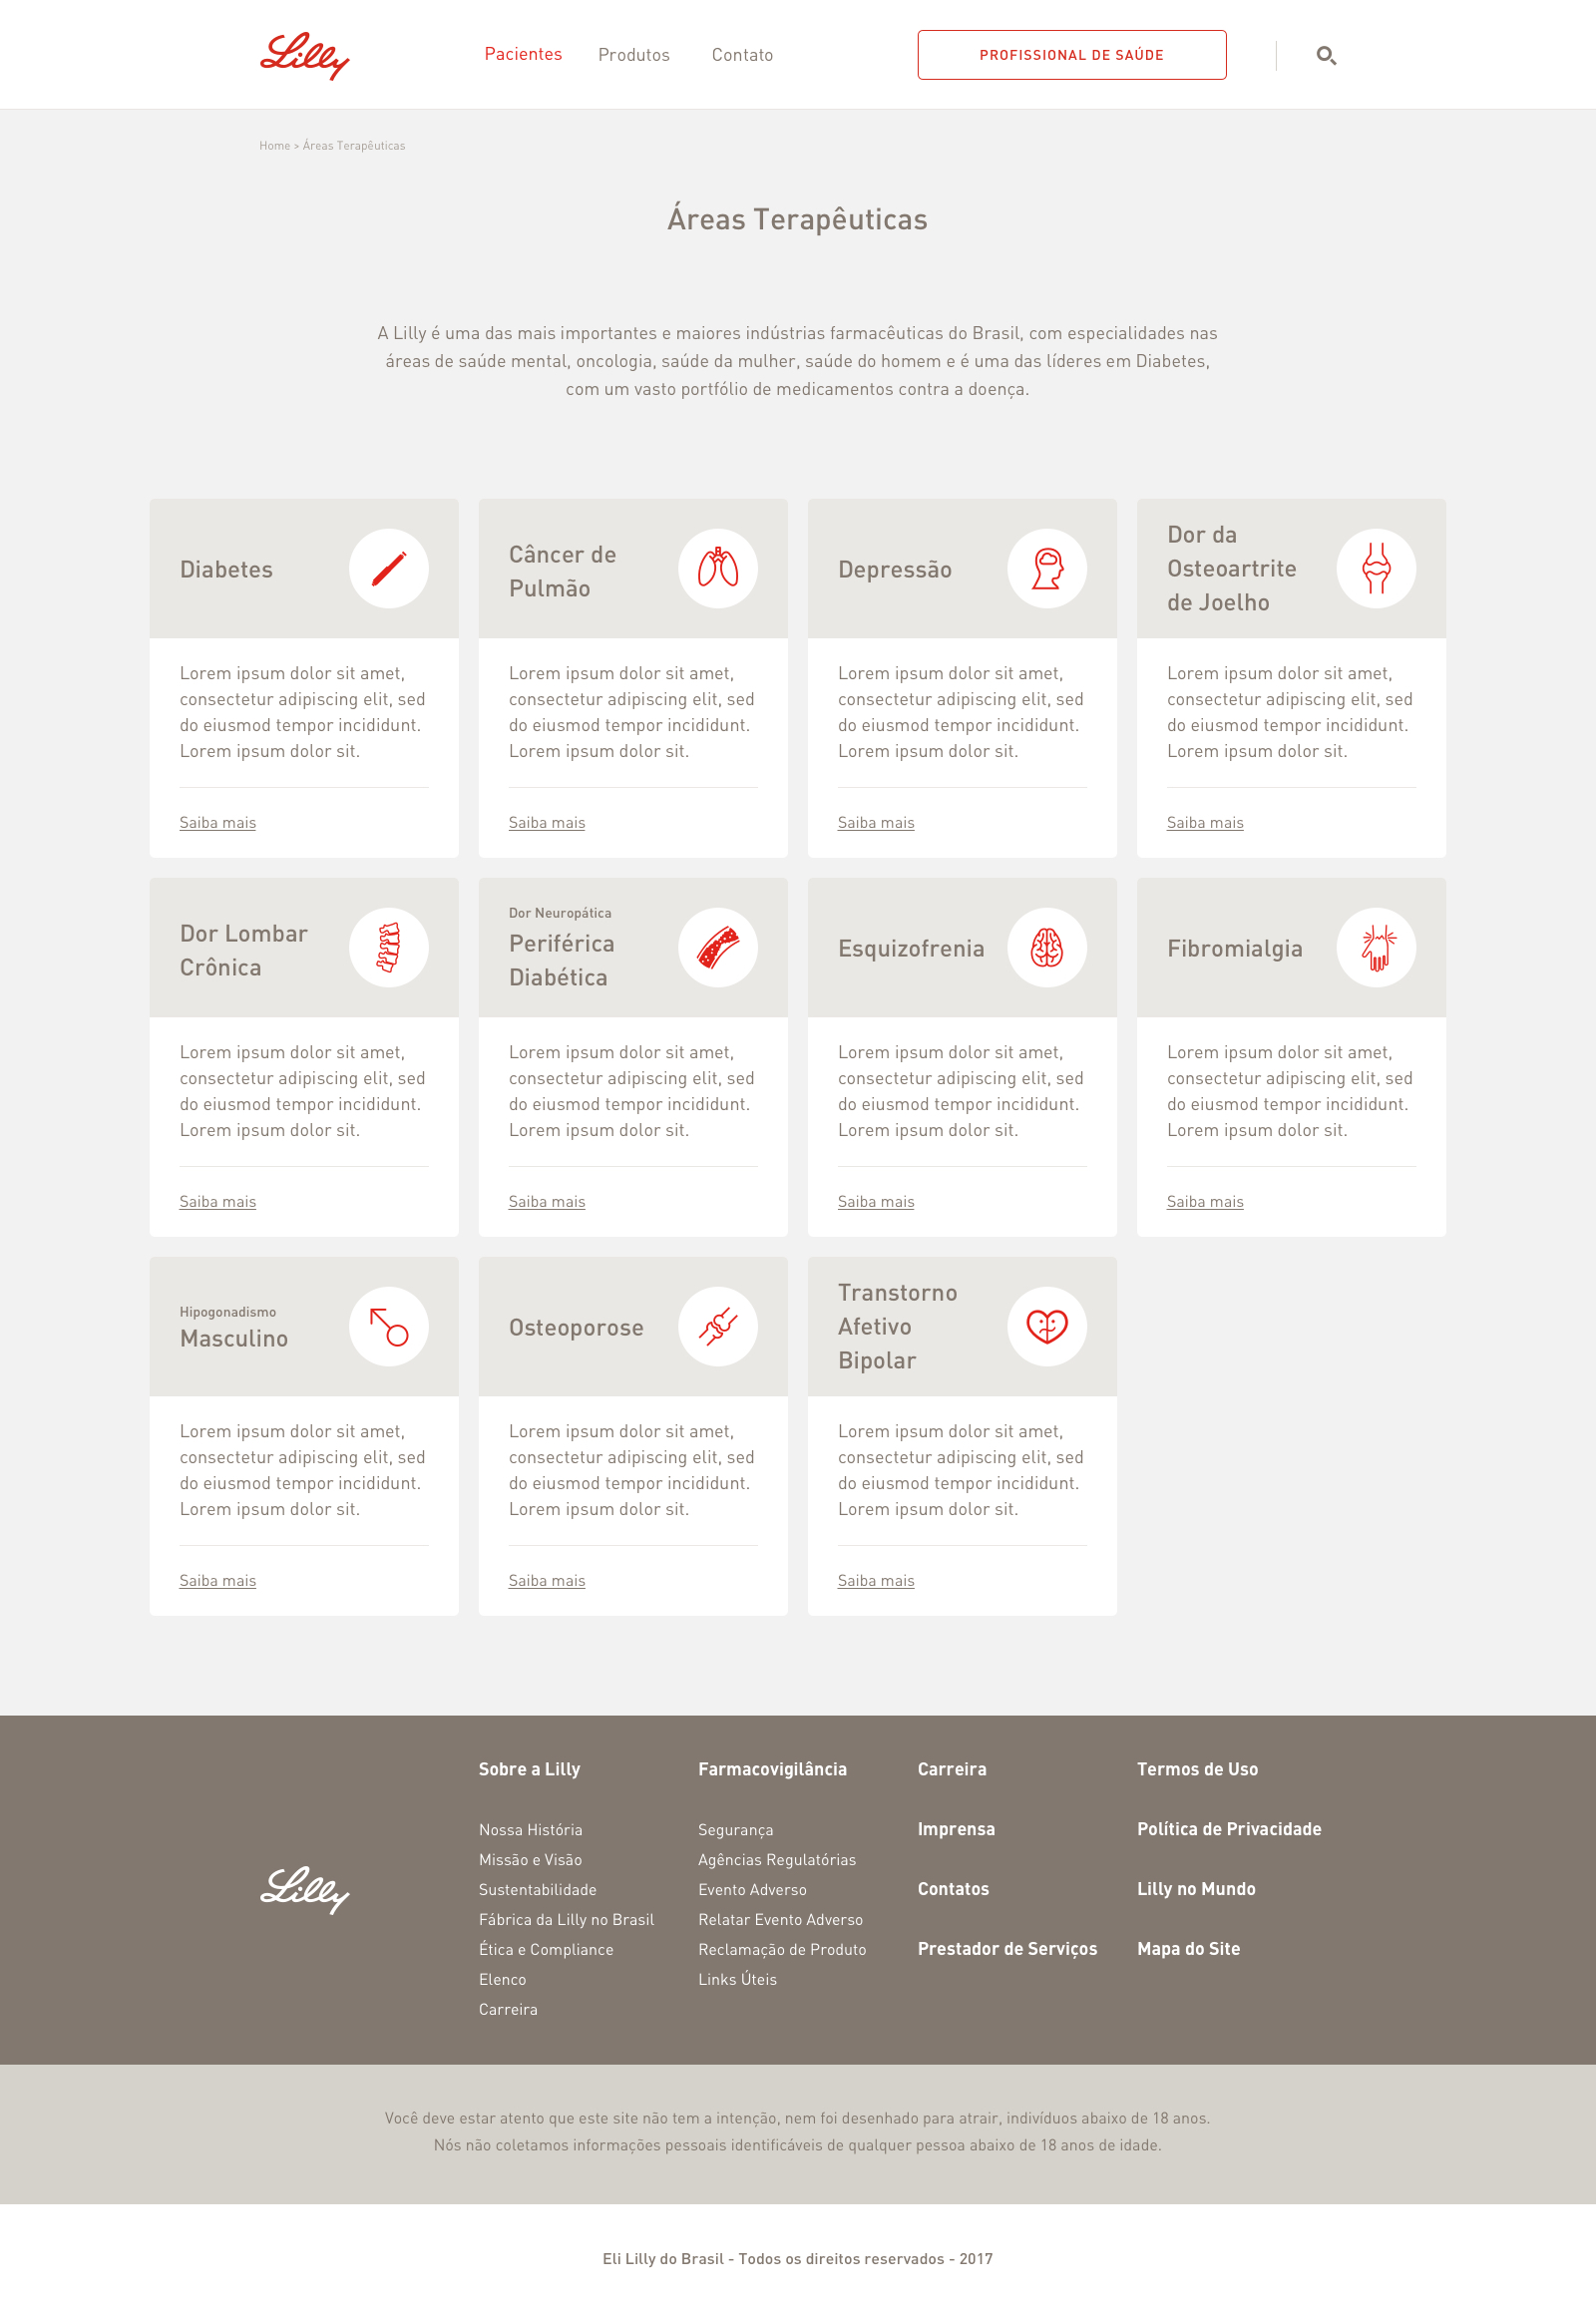 Lilly
Pacientes
Produtos
Contato
PROFISSIONAL DE SAÚDE
Home > Áreas Terapêuticas
Áreas Terapêuticas
A Lilly é uma das mais importantes e maiores indústrias farmacêuticas do Brasil, com especialidades nas
áreas de saúde mental, oncologia, saúde da mulher, saúde do homem e é uma das líderes em Diabetes,
com um vasto portfólio de medicamentos contra a doença.
Diabetes
Lorem ipsum dolor sit amet,
consectetur adipiscing elit, sed
do eiusmod tempor incididunt.
Lorem ipsum dolor sit.
Saiba mais
Câncer de
Pulmão
Lorem ipsum dolor sit amet,
consectetur adipiscing elit, sed
do eiusmod tempor incididunt.
Lorem ipsum dolor sit.
Saiba mais
Depressão
Lorem ipsum dolor sit amet,
consectetur adipiscing elit, sed
do eiusmod tempor incididunt.
Lorem ipsum dolor sit.
Saiba mais
Dor da
Osteoartrite
de Joelho
Lorem ipsum dolor sit amet,
consectetur adipiscing elit, sed
do eiusmod tempor incididunt.
Lorem ipsum dolor sit.
Saiba mais
Dor Lombar
Crônica
Lorem ipsum dolor sit amet,
consectetur adipiscing elit, sed
do eiusmod tempor incididunt.
Lorem ipsum dolor sit.
Saiba mais
Dor Neuropática
Periférica
Diabética
Lorem ipsum dolor sit amet,
consectetur adipiscing elit, sed
do eiusmod tempor incididunt.
Lorem ipsum dolor sit.
Saiba mais
Esquizofrenia
Lorem ipsum dolor sit amet,
consectetur adipiscing elit, sed
do eiusmod tempor incididunt.
Lorem ipsum dolor sit.
Saiba mais
Fibromialgia
Lorem ipsum dolor sit amet,
consectetur adipiscing elit, sed
do eiusmod tempor incididunt.
Lorem ipsum dolor sit.
Saiba mais
Hipogonadismo
Masculino
Lorem ipsum dolor sit amet,
consectetur adipiscing elit, sed
do eiusmod tempor incididunt.
Lorem ipsum dolor sit.
Saiba mais
Osteoporose
Lorem ipsum dolor sit amet,
consectetur adipiscing elit, sed
do eiusmod tempor incididunt.
Lorem ipsum dolor sit.
Saiba mais
Transtorno
Afetivo
Bipolar
Lorem ipsum dolor sit amet,
consectetur adipiscing elit, sed
do eiusmod tempor incididunt.
Lorem ipsum dolor sit.
Saiba mais
Lilly
Sobre a Lilly
Nossa História
Missão e Visão
Sustentabilidade
Fábrica da Lilly no Brasil
Ética e Compliance
Elenco
Carreira
Farmacovigilância
Segurança
Agências Regulatórias
Evento Adverso
Relatar Evento Adverso
Reclamação de Produto
Links Úteis
Carreira
Imprensa
Contatos
Prestador de Serviços
Termos de Uso
Política de Privacidade
Lilly no Mundo
Mapa do Site
Você deve estar atento que este site não tem a intenção, nem foi desenhado para atrair, indivíduos abaixo de 18 anos.
Nós não coletamos informações pessoais identificáveis de qualquer pessoa abaixo de 18 anos de idade.
Eli Lilly do Brasil - Todos os direitos reservados - 2017